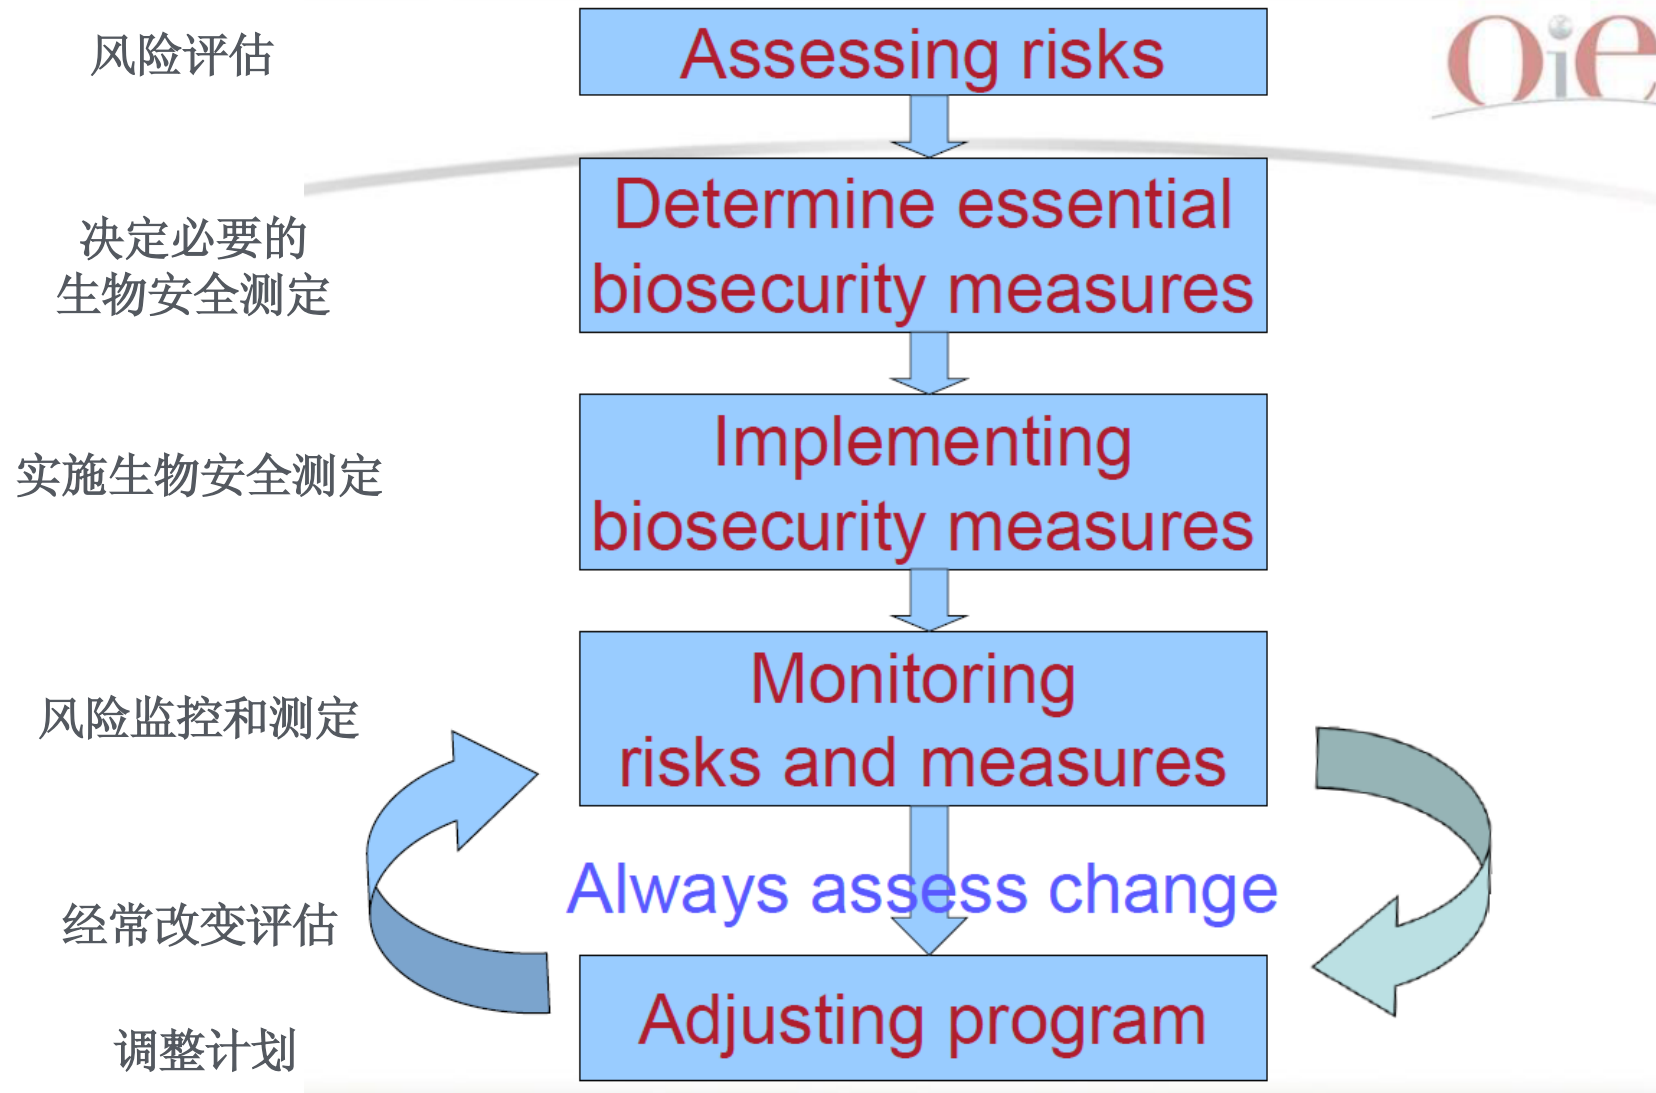 风险评估
Assessing risks
oie
决定必要的
生物安全测定
Determine essential
biosecurity measures
实施生物安全测定
Implementing
biosecurity measures
风险监控和测定
Monitoring
risks and measures
经常改变评估
Always assess change
调整计划
Adjusting program